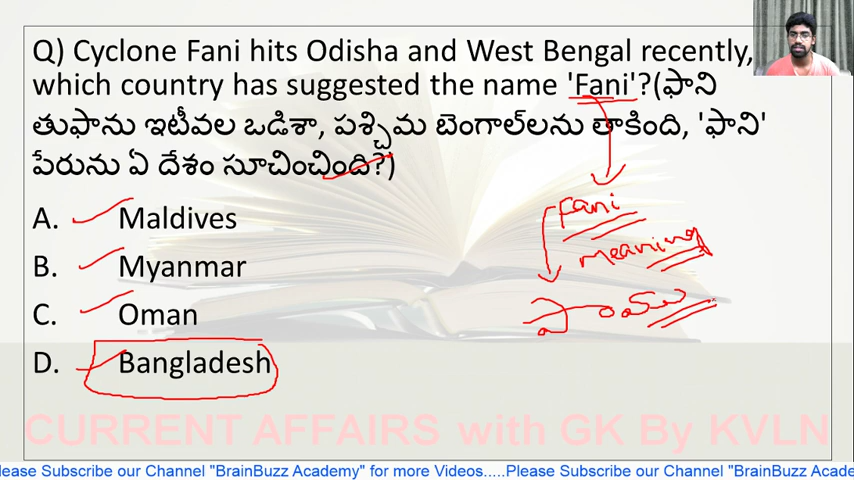 Q) Cyclone Fani hits Odisha and West Bengal recently,
which country has suggested the name 'Fani'?(ఫాని
తుఫాను ఇటీవల ఒడిశా, పశ్చిమ బెంగాల్‌లను తాకింది, 'ఫాని'
పేరును ఏ దేశం సూచించింది?)
A. Maldives
B. Myanmar
C. Oman
D. Bangladesh
Fani
meaning
పాము
CURRENT AFFAIRS with GK By KVLN
lease Subscribe our Channel "BrainBuzz Academy" for more Videos.....Please Subscribe our Channel "BrainBuzz Acade